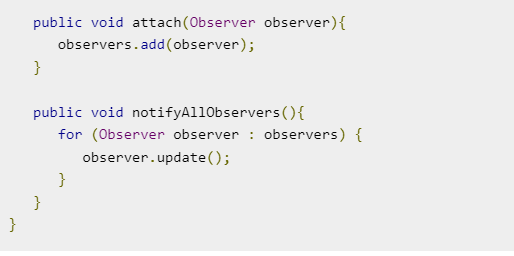 public void attach(Observer observer){
observers.add(observer);
}
public void notifyAllObservers(){
for (Observer observer : observers) {
observer.update();
}
}
}